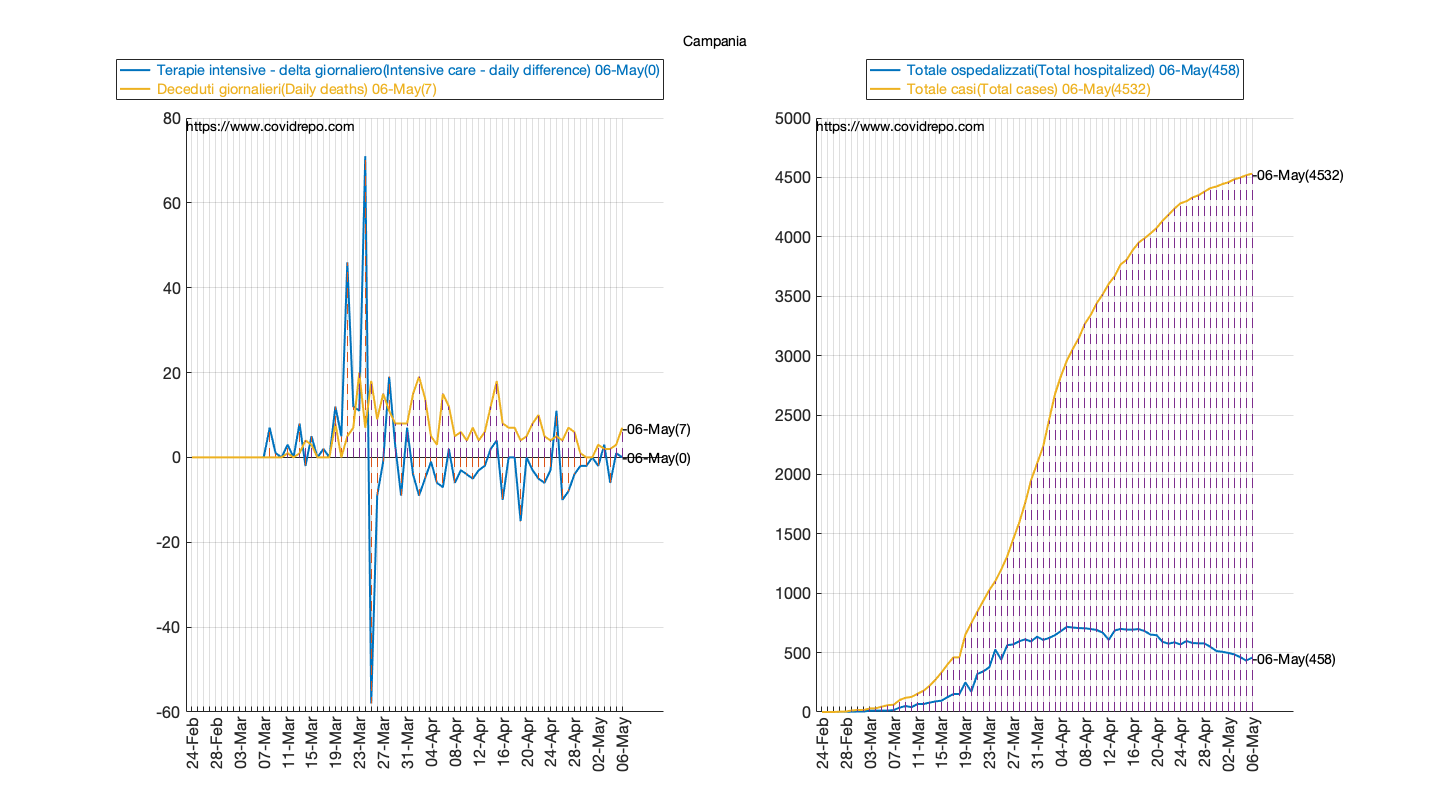 Campania
Terapie intensive - delta giornaliero(Intensive care - daily difference) 06-May(0)
Deceduti giornalieri(Daily deaths) 06-May(7)
https://www.covidrepo.com
80
60
40
20
0
-20
-40
-60
06-May(7)
06-May(0)
24-Feb
28-Feb
03-Mar
07-Mar
11-Mar
15-Mar
19-Mar
23-Mar
27-Mar
31-Mar
04-Apr
08-Apr
12-Apr
16-Apr
20-Apr
24-Apr
28-Apr
02-May
06-May
Totale ospedalizzati(Total hospitalized) 06-May(458)
Totale casi(Total cases) 06-May(4532)
https://www.covidrepo.com
5000
4500
4000
3500
3000
2500
2000
1500
1000
500
0
06-May(4532)
06-May(458)
24-Feb
28-Feb
03-Mar
07-Mar
11-Mar
15-Mar
19-Mar
23-Mar
27-Mar
31-Mar
04-Apr
08-Apr
12-Apr
16-Apr
20-Apr
24-Apr
28-Apr
02-May
06-May